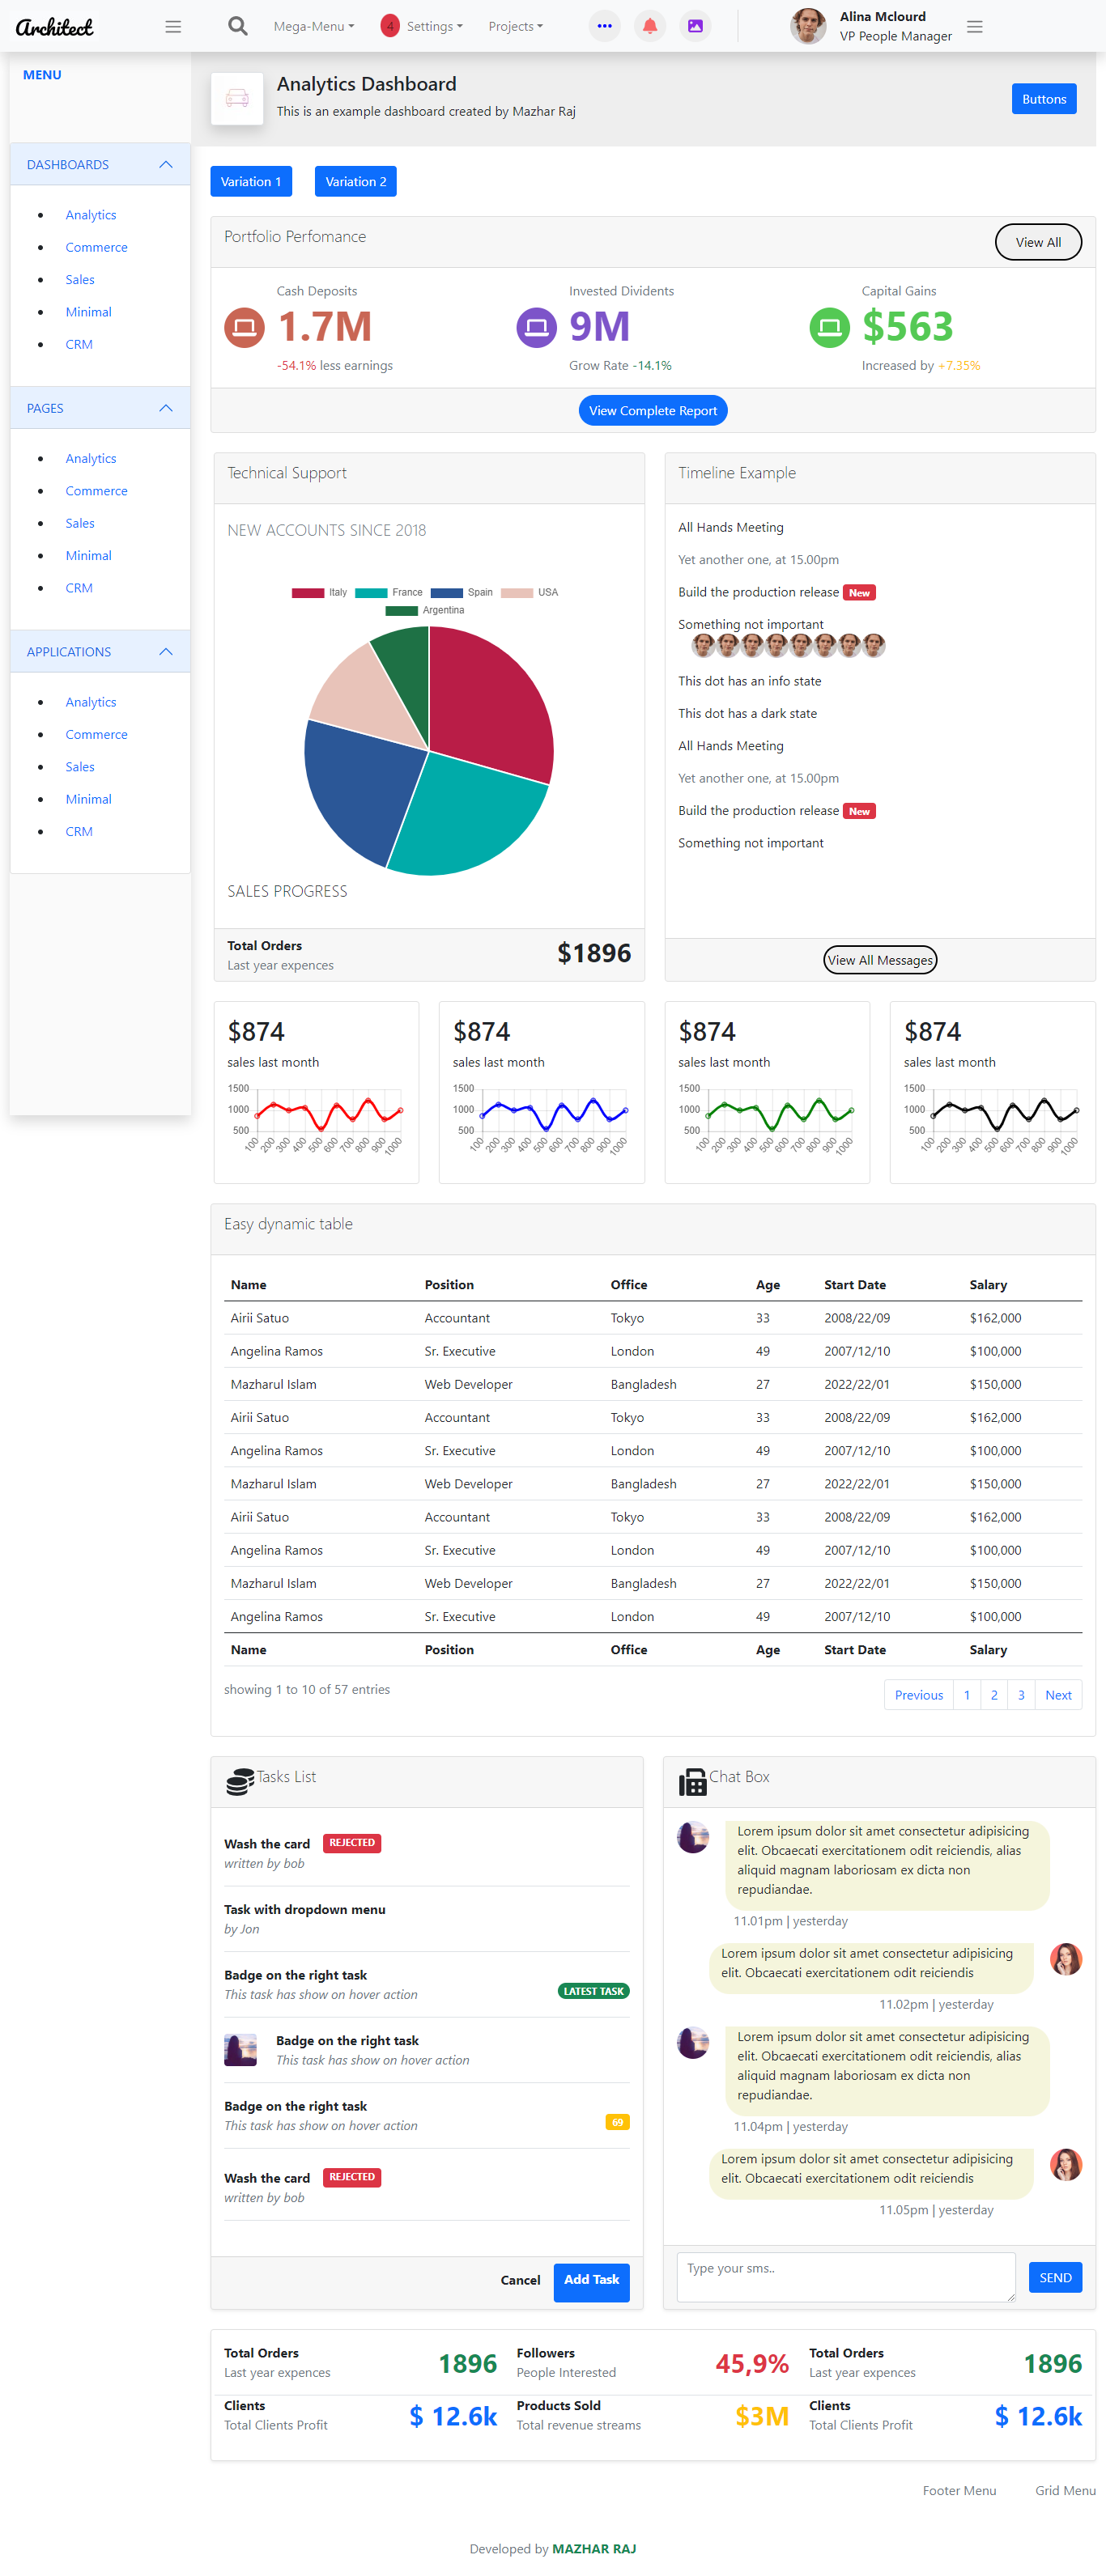 Architect
Mega-Menu
4
Settings
Projects
Alina Mclourd
VP People Manager
MENU
DASHBOARDS
Analytics
Commerce
Sales
Minimal
CRM
PAGES
Analytics
Commerce
Sales
Minimal
CRM
APPLICATIONS
Analytics
Commerce
Sales
Minimal
CRM
Analytics Dashboard
This is an example dashboard created by Mazhar Raj
Buttons
Variation 1
Variation 2
Portfolio Perfomance
View All
Cash Deposits
1.7M
-54.1% less earnings
Invested Dividents
9M
Grow Rate -14.1%
Capital Gains
$563
Increased by +7.35%
View Complete Report
Technical Support
NEW ACCOUNTS SINCE 2018
Italy
France
Spain
USA
Argentina
SALES PROGRESS
Total Orders
Last year expences
$1896
Timeline Example
All Hands Meeting
Yet another one, at 15.00pm
Build the production release New
Something not important
This dot has an info state
This dot has a dark state
All Hands Meeting
Yet another one, at 15.00pm
Build the production release New
Something not important
View All Messages
$874
sales last month
1500
1000
500
100 200 300 400 500 600 700 800 900 1000
$874
sales last month
1500
1000
500
100 200 300 400 500 600 700 800 900 1000
$874
sales last month
1500
1000
500
100 200 300 400 500 600 700 800 900 1000
$874
sales last month
1500
1000
500
100 200 300 400 500 600 700 800 900 1000
Easy dynamic table
Name Position Office Age Start Date Salary
Airii Satuo Accountant Tokyo 33 2008/22/09 $162,000
Angelina Ramos Sr. Executive London 49 2007/12/10 $100,000
Mazharul Islam Web Developer Bangladesh 27 2022/22/01 $150,000
Airii Satuo Accountant Tokyo 33 2008/22/09 $162,000
Angelina Ramos Sr. Executive London 49 2007/12/10 $100,000
Mazharul Islam Web Developer Bangladesh 27 2022/22/01 $150,000
Airii Satuo Accountant Tokyo 33 2008/22/09 $162,000
Angelina Ramos Sr. Executive London 49 2007/12/10 $100,000
Mazharul Islam Web Developer Bangladesh 27 2022/22/01 $150,000
Angelina Ramos Sr. Executive London 49 2007/12/10 $100,000
Name Position Office Age Start Date Salary
showing 1 to 10 of 57 entries
Previous 1 2 3 Next
Tasks List
Wash the card REJECTED
written by bob
Task with dropdown menu
by Jon
Badge on the right task
This task has show on hover action
LATEST TASK
Badge on the right task
This task has show on hover action
Badge on the right task
This task has show on hover action
69
Wash the card REJECTED
written by bob
Cancel
Add Task
Chat Box
Lorem ipsum dolor sit amet consectetur adipisicing
elit. Obcaecati exercitationem odit reiciendis, alias
aliquid magnam laboriosam ex dicta non
repudiandae.
11.01pm | yesterday
Lorem ipsum dolor sit amet consectetur adipisicing
elit. Obcaecati exercitationem odit reiciendis
11.02pm | yesterday
Lorem ipsum dolor sit amet consectetur adipisicing
elit. Obcaecati exercitationem odit reiciendis, alias
aliquid magnam laboriosam ex dicta non
repudiandae.
11.04pm | yesterday
Lorem ipsum dolor sit amet consectetur adipisicing
elit. Obcaecati exercitationem odit reiciendis
11.05pm | yesterday
Type your sms..
SEND
Total Orders
Last year expences
1896
Followers
People Interested
45,9%
Total Orders
Last year expences
1896
Clients
Total Clients Profit
$ 12.6k
Products Sold
Total revenue streams
$3M
Clients
Total Clients Profit
$ 12.6k
Footer Menu
Grid Menu
Developed by MAZHAR RAJ